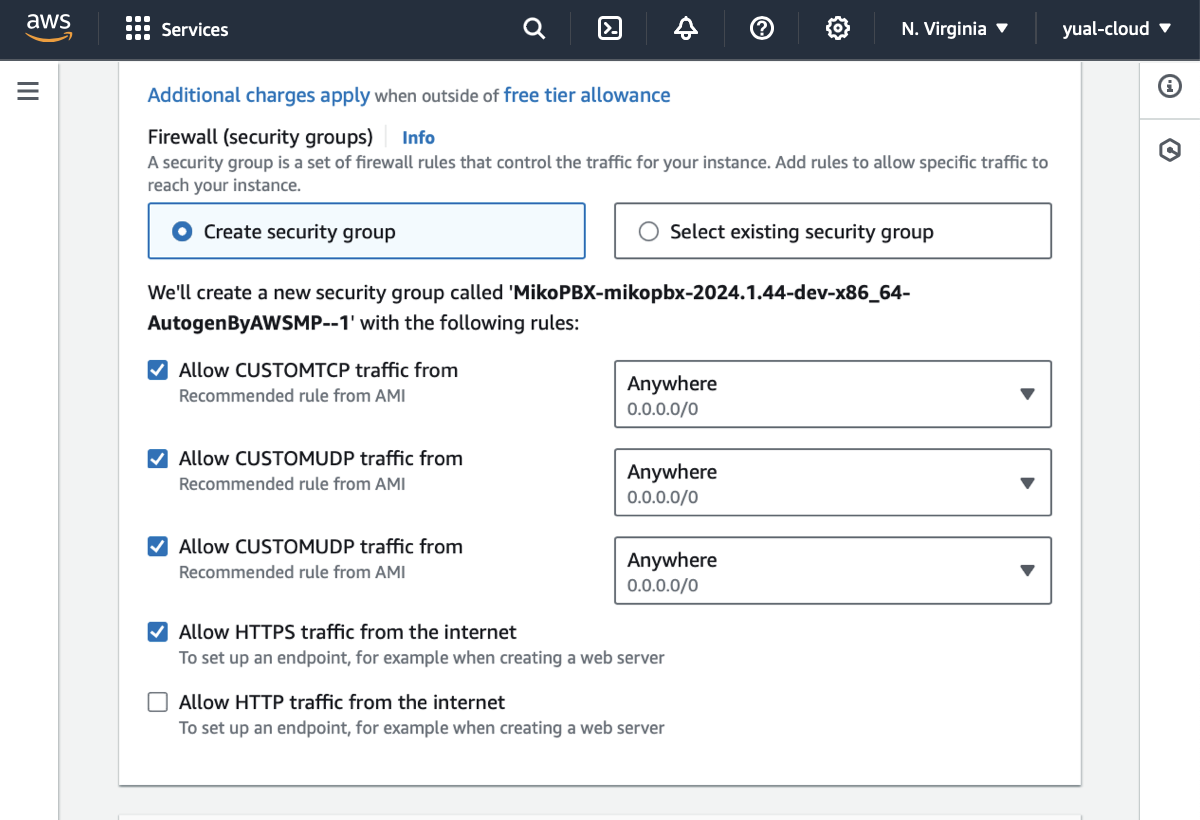 aws
Services
N. Virginia
yual-cloud
Additional charges apply when outside of free tier allowance
Firewall (security groups) Info
A security group is a set of firewall rules that control the traffic for your instance. Add rules to allow specific traffic to
reach your instance.
Create security group
Select existing security group
We'll create a new security group called 'MikoPBX-mikopbx-2024.1.44-dev-x86_64-
AutogenByAWSMP--1' with the following rules:
Allow CUSTOMTCP traffic from
Recommended rule from AMI
Anywhere
0.0.0.0/0
Allow CUSTOMUDP traffic from
Recommended rule from AMI
Anywhere
0.0.0.0/0
Allow CUSTOMUDP traffic from
Recommended rule from AMI
Anywhere
0.0.0.0/0
Allow HTTPS traffic from the internet
To set up an endpoint, for example when creating a web server
Allow HTTP traffic from the internet
To set up an endpoint, for example when creating a web server